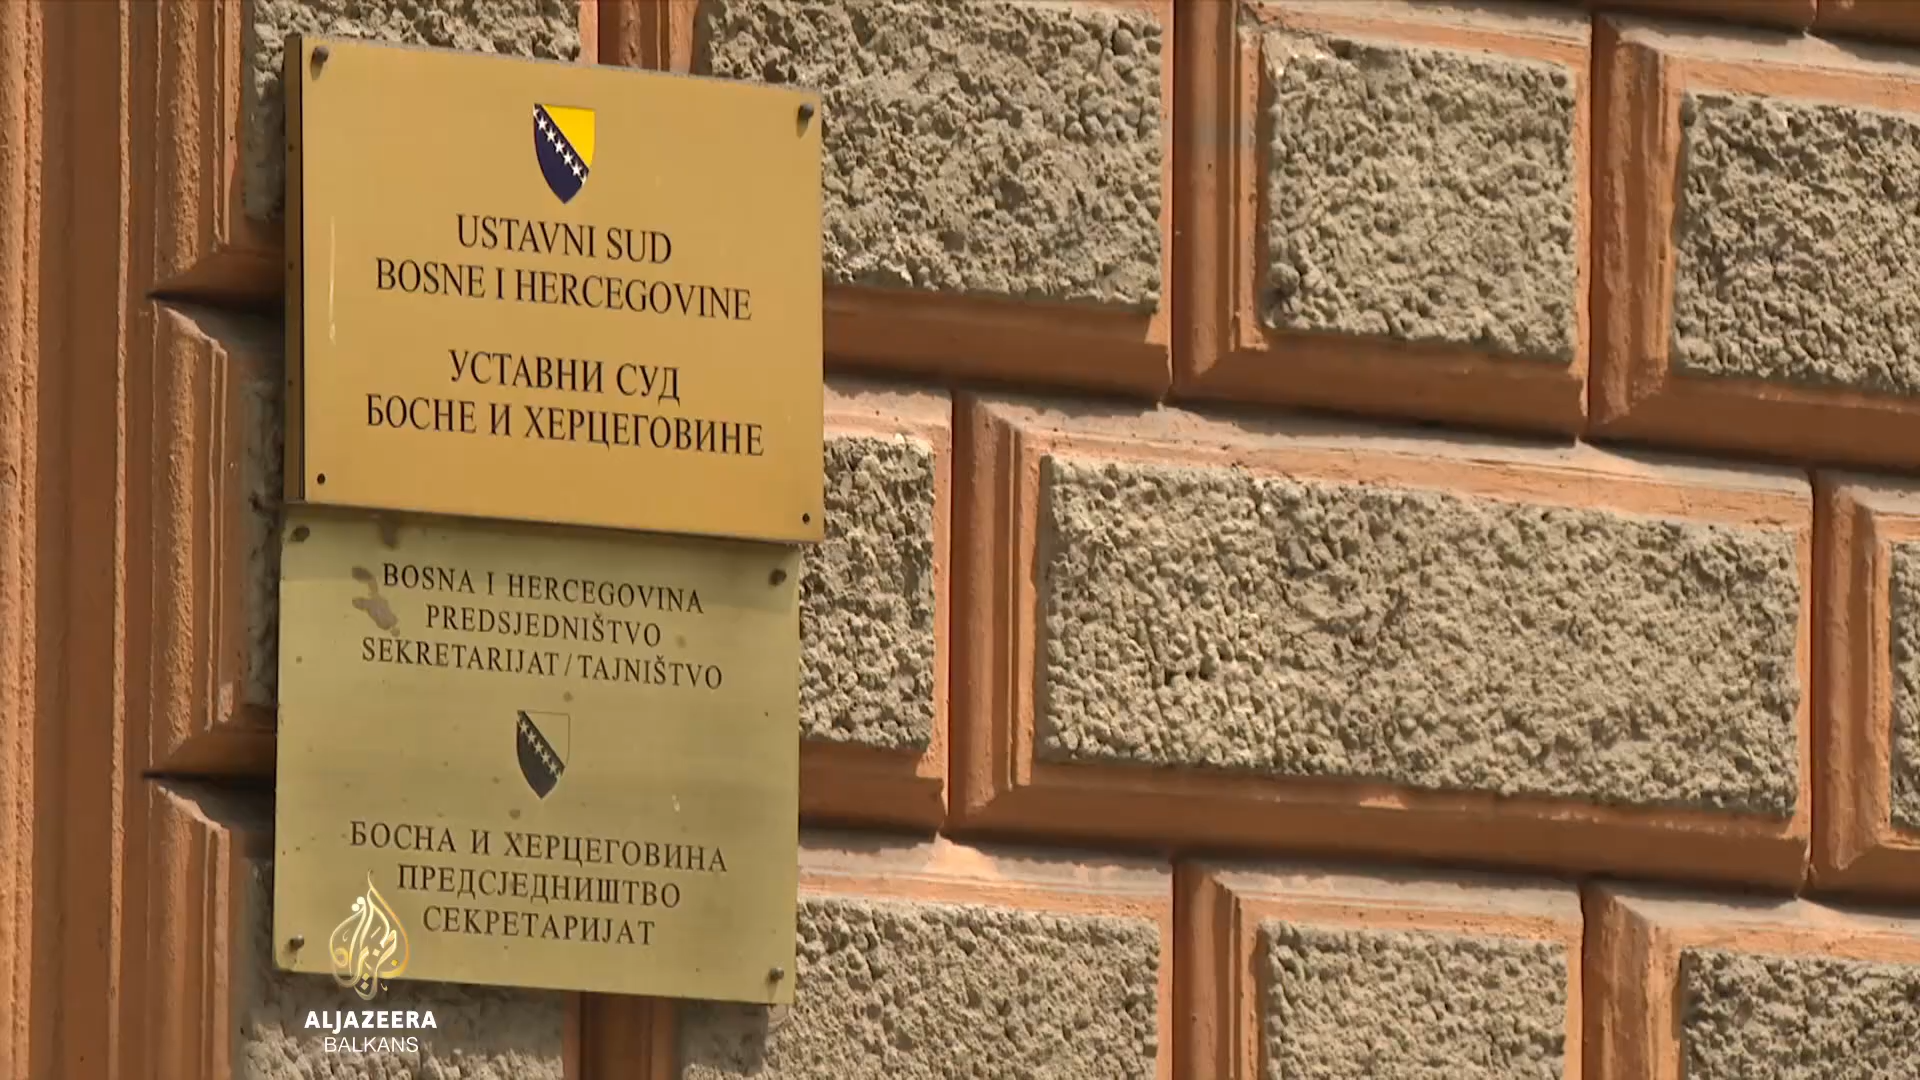 USTAVNI SUD
BOSNE I HERCEGOVINE
УСТАВНИ СУД
БОСНЕ И ХЕРЦЕГОВИНЕ
BOSNA I HERCEGOVINA
PREDSJEDNIŠTVO
SEKRETARIJAT / TAJNIŠTVO
БОСНА И ХЕРЦЕГОВИНА
ПРЕДСЈЕДНИШТВО
СЕКРЕТАРИЈАТ
ALJAZEERA
BALKANS